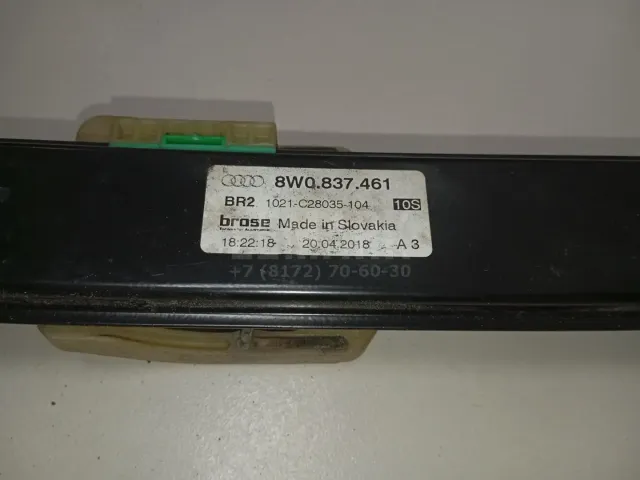 8W0.837.461
BR2 1021-C28035-104 10S
brose Made in Slovakia
18:22:18 20.04.2018 A 3
+7 (8172) 70-60-30